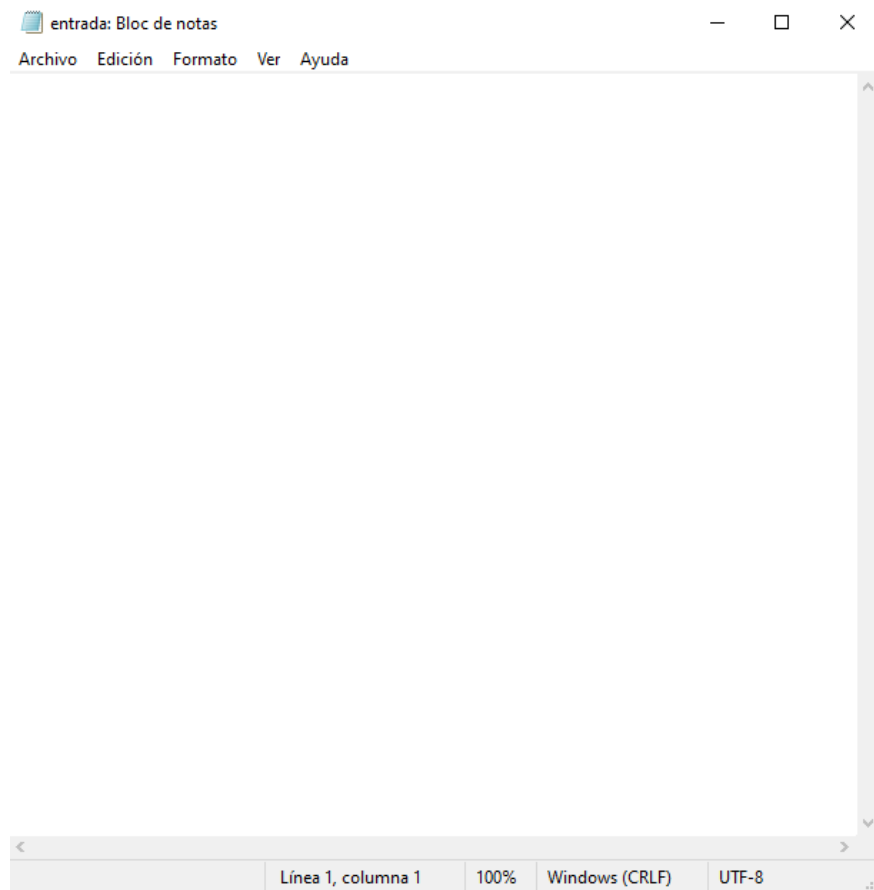 entrada: Bloc de notas
Archivo Edición Formato Ver Ayuda
Línea 1, columna 1 100% Windows (CRLF) UTF-8